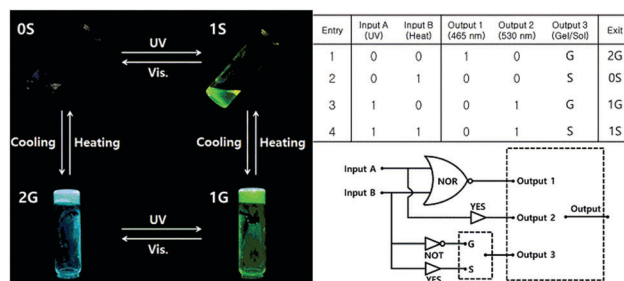 0S
UV
1S
Vis.
Cooling
Heating
Cooling
Heating
2G
UV
1G
Vis.
Entry Input A (UV) Input B (Heat) Output 1 (465 nm) Output 2 (530 nm) Output 3 (Gel/Sol) Exit
1 0 0 1 0 G 2G
2 0 1 0 0 S 0S
3 1 0 0 1 G 1G
4 1 1 0 1 S 1S
Input A
Input B
NOR
Output 1
YES
Output 2
Output
NOT
G
S
YES
Output 3